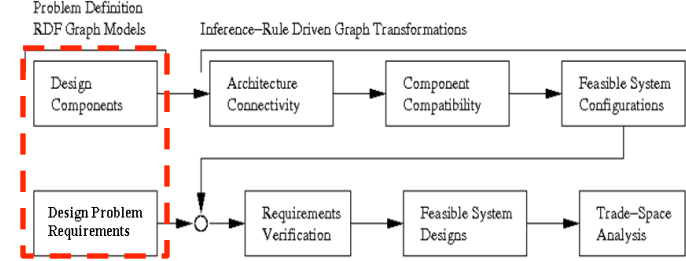 Problem Definition
RDF Graph Models
Inference-Rule Driven Graph Transformations
Design
Components
Architecture
Connectivity
Component
Compatibility
Feasible System
Configurations
Design Problem
Requirements
Requirements
Verification
Feasible System
Designs
Trade-Space
Analysis